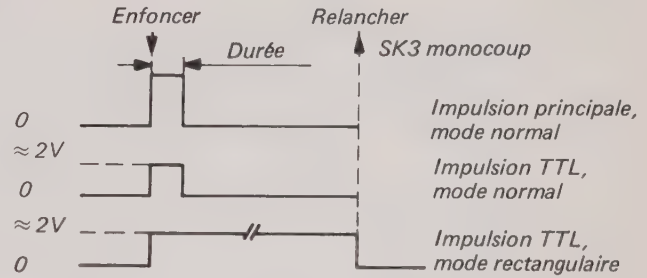 Enfoncer Relancher
Durée SK3 monocoup
0 Impulsion principale,
mode normal
≈ 2V Impulsion TTL,
0 mode normal
≈ 2V Impulsion TTL,
0 mode rectangulaire